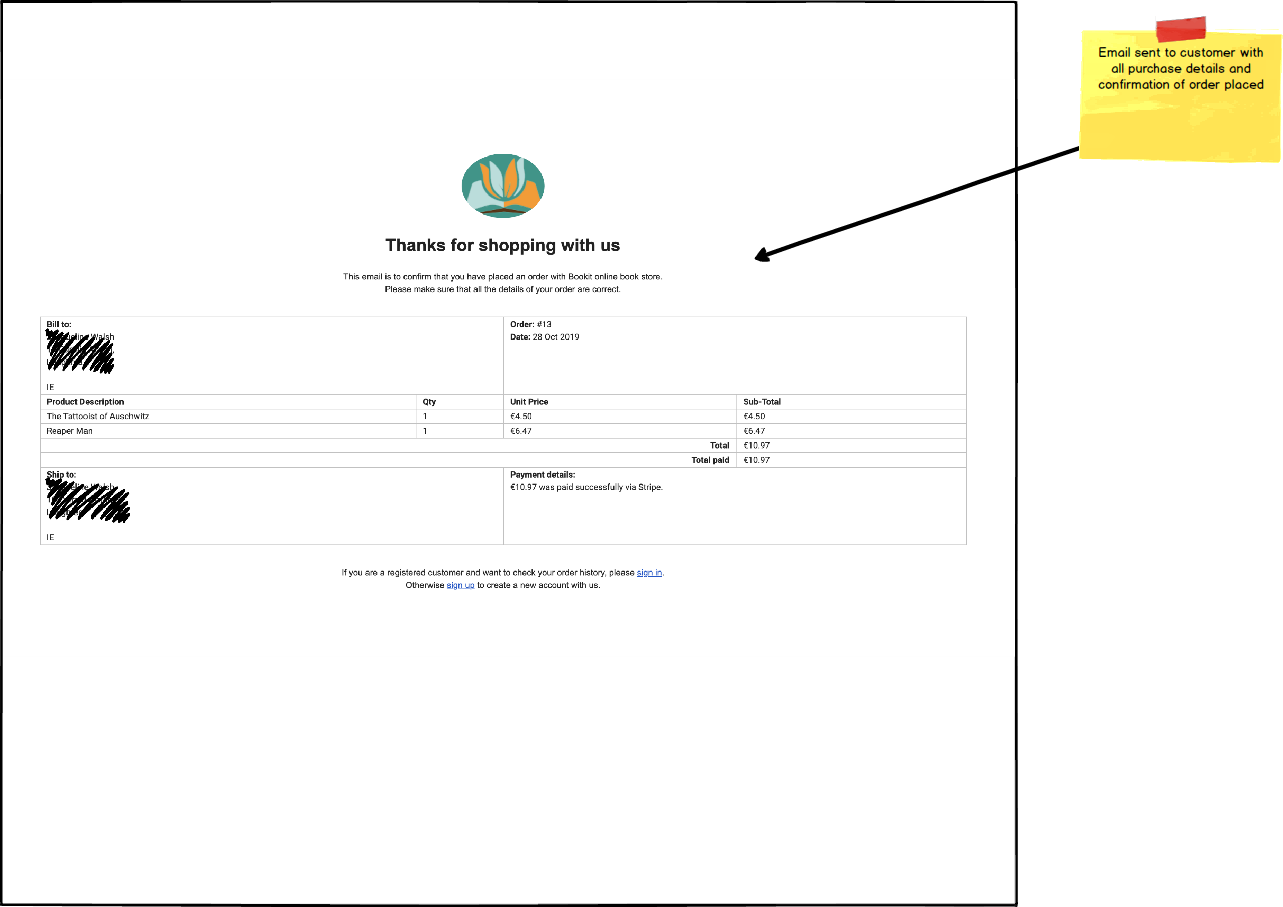 Email sent to customer with
all purchase details and
confirmation of order placed
Thanks for shopping with us
This email is to confirm that you have placed an order with Bookit online book store.
Please make sure that all the details of your order are correct.
Bill to:
Walsh
IE
Order: #13
Date: 28 Oct 2019
Product Description Qty Unit Price Sub-Total
The Tattooist of Auschwitz 1 €4.50 €4.50
Reaper Man 1 €6.47 €6.47
Total €10.97
Total paid €10.97
Ship to:
IE
Payment details:
€10.97 was paid successfully via Stripe.
If you are a registered customer and want to check your order history, please sign in.
Otherwise sign up to create a new account with us.